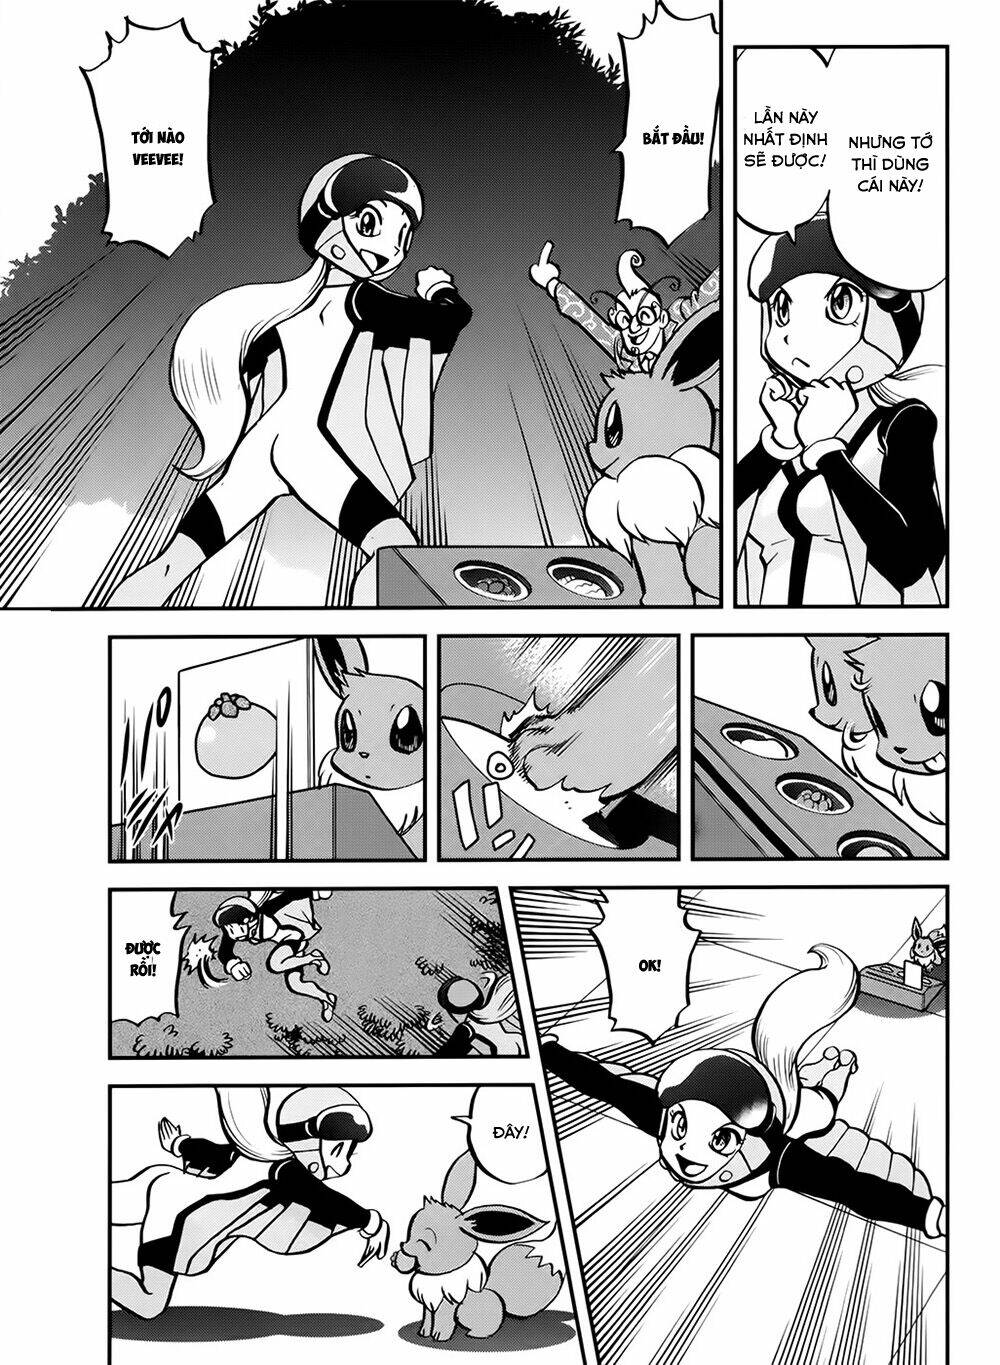 NHƯNG TỚ
THÌ DÙNG
CÁI NÀY!
LẦN NÀY
NHẤT ĐỊNH
SẼ ĐƯỢC!
BẮT ĐẦU!
TỚI NÀO
VEEVEE!
OK!
ĐƯỢC
RỒI!
ĐÂY!